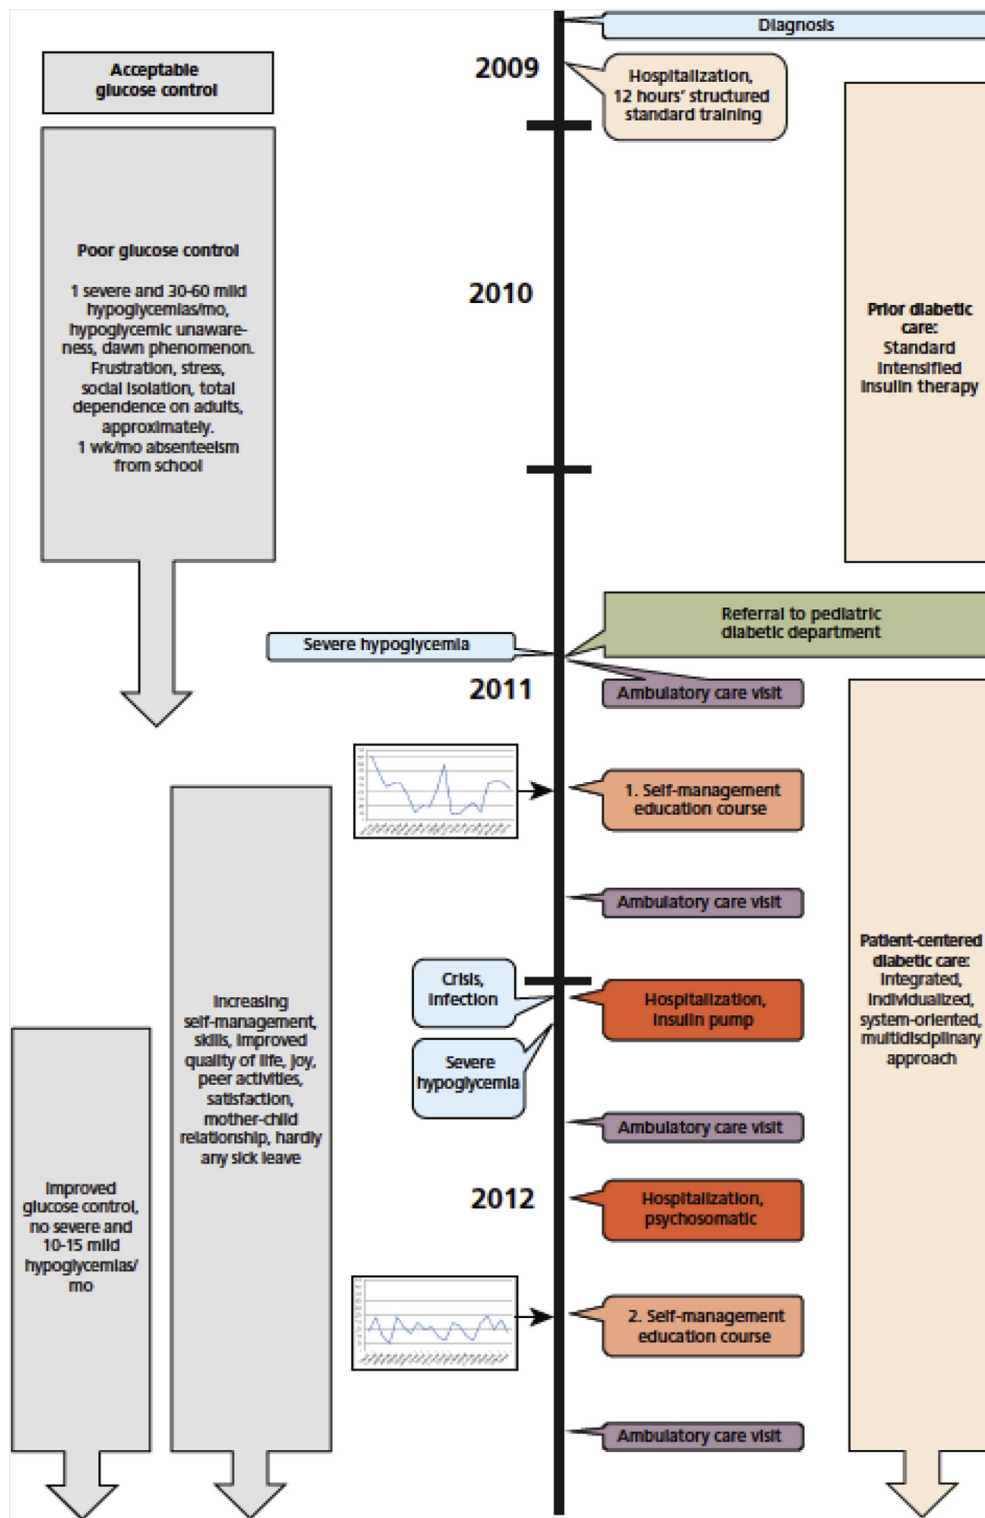 Diagnosis
2009
Acceptable
glucose control
Hospitalization,
12 hours' structured
standard training
Poor glucose control
1 severe and 30-60 mild
hypoglycemias/mo,
hypoglycemic unaware-
ness, dawn phenomenon.
Frustration, stress,
social isolation, total
dependence on adults,
approximately.
1 wk/mo absenteeism
from school
2010
Prior diabetic
care:
Standard
intensified
insulin therapy
Referral to pediatric
diabetic department
Severe hypoglycemia
2011
Ambulatory care visit
1. Self-management
education course
Ambulatory care visit
Crisis,
infection
Hospitalization,
insulin pump
Severe
hypoglycemia
Patient-centered
diabetic care:
Integrated,
individualized,
system-oriented,
multidisciplinary
approach
Increasing
self-management,
skills, improved
quality of life, joy,
peer activities,
satisfaction,
mother-child
relationship, hardly
any sick leave
Ambulatory care visit
Improved
glucose control,
no severe and
10-15 mild
hypoglycemias/
mo
2012
Hospitalization,
psychosomatic
2. Self-management
education course
Ambulatory care visit